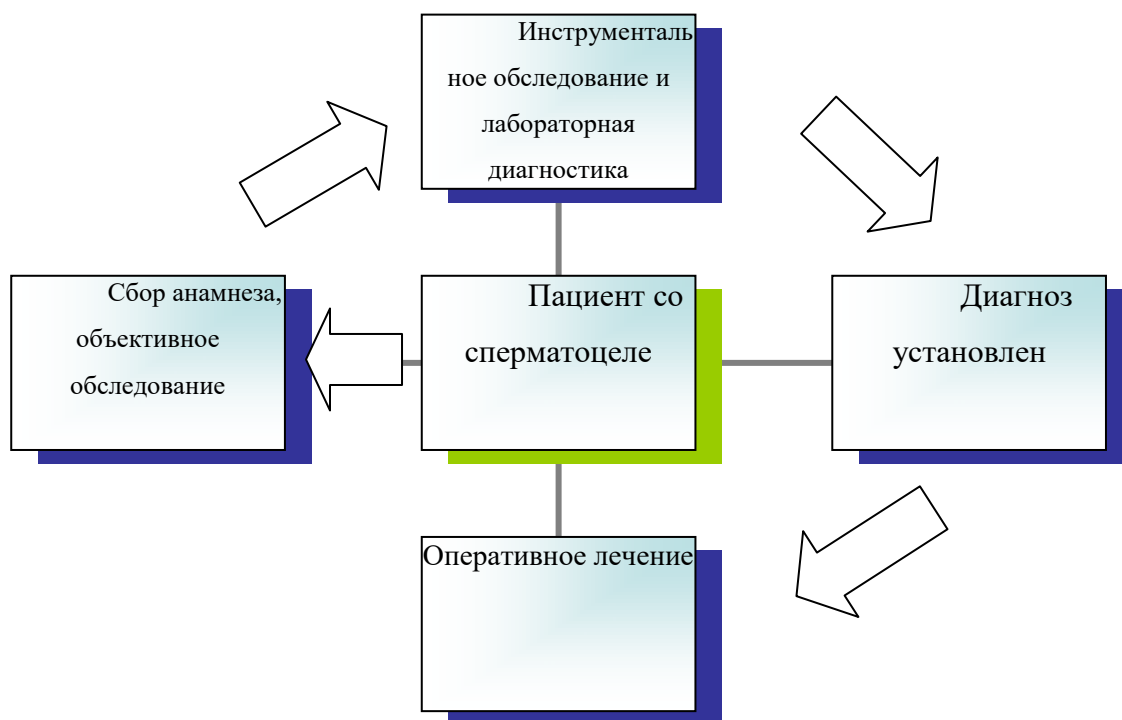 Инструменталь
ное обследование и
лабораторная
диагностика
Сбор анамнеза,
объективное
обследование
Пациент со
сперматоцеле
Диагноз
установлен
Оперативное лечение